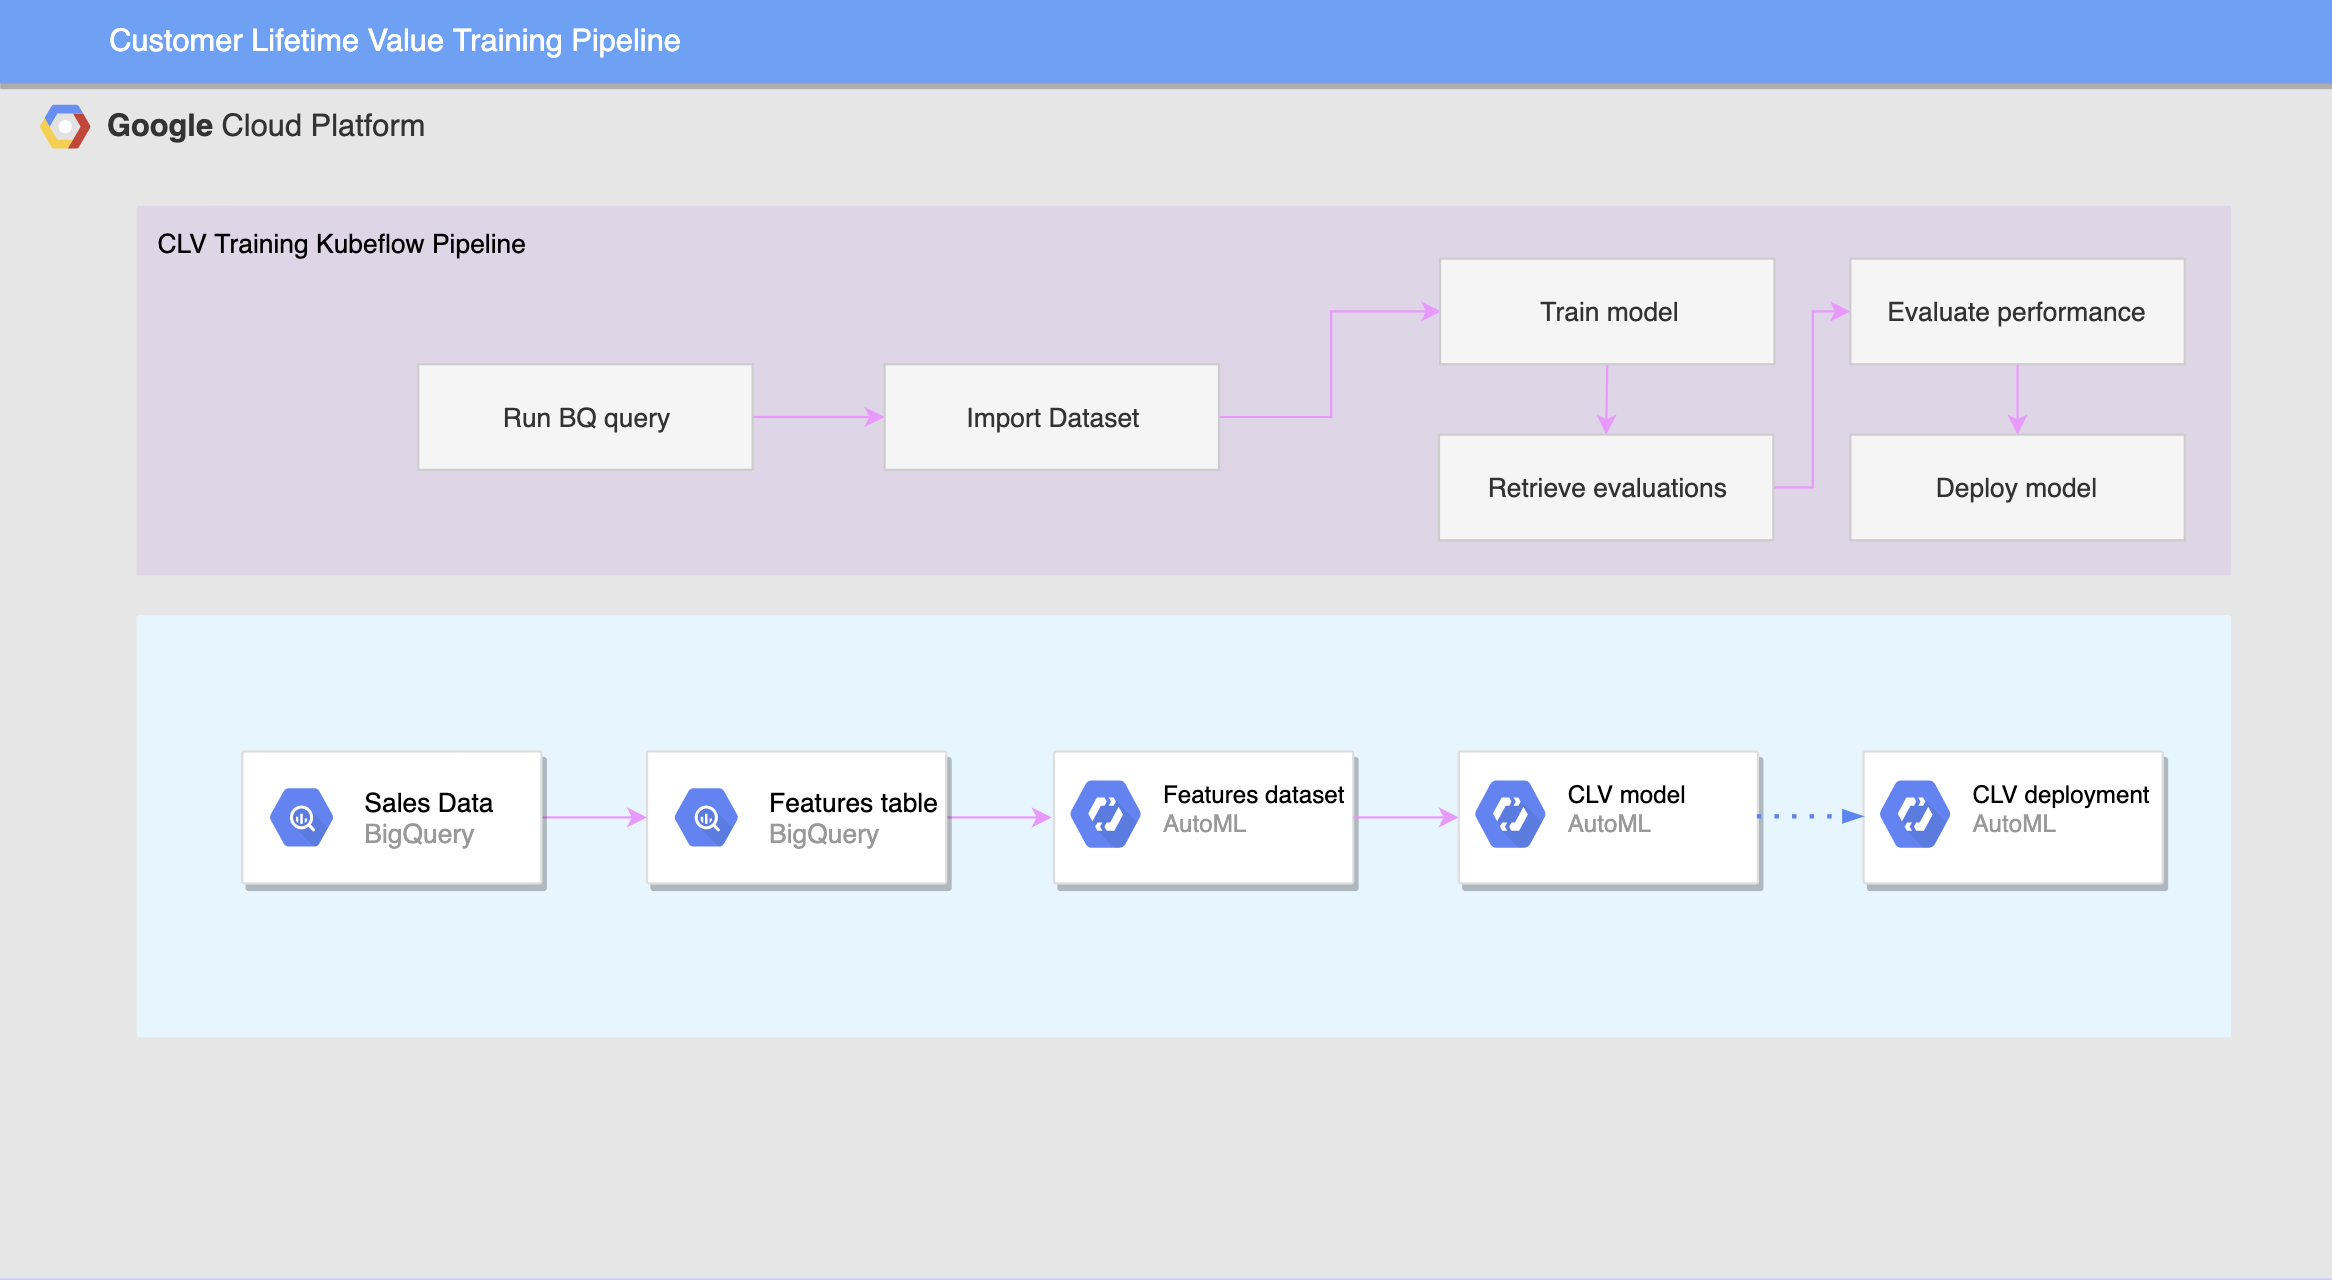 Customer Lifetime Value Training Pipeline
Google Cloud Platform
CLV Training Kubeflow Pipeline
Run BQ query
Import Dataset
Train model
Retrieve evaluations
Evaluate performance
Deploy model
Sales Data
BigQuery
Features table
BigQuery
Features dataset
AutoML
CLV model
AutoML
CLV deployment
AutoML